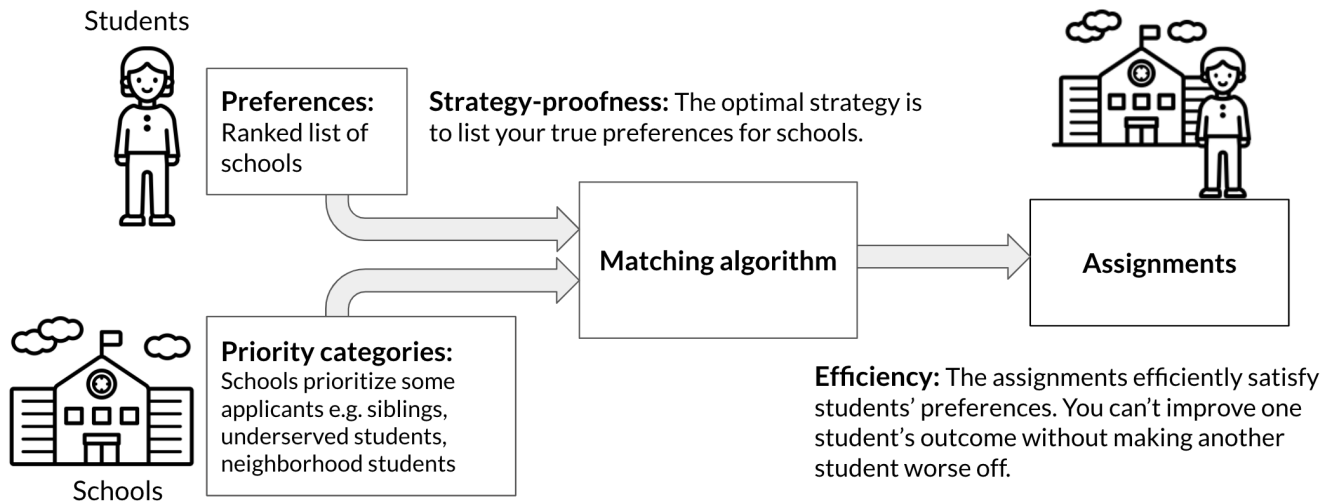 Students
Preferences:
Ranked list of
schools
Strategy-proofness: The optimal strategy is
to list your true preferences for schools.
Matching algorithm
Assignments
Priority categories:
Schools prioritize some
applicants e.g. siblings,
underserved students,
neighborhood students
Schools
Efficiency: The assignments efficiently satisfy
students’ preferences. You can’t improve one
student’s outcome without making another
student worse off.